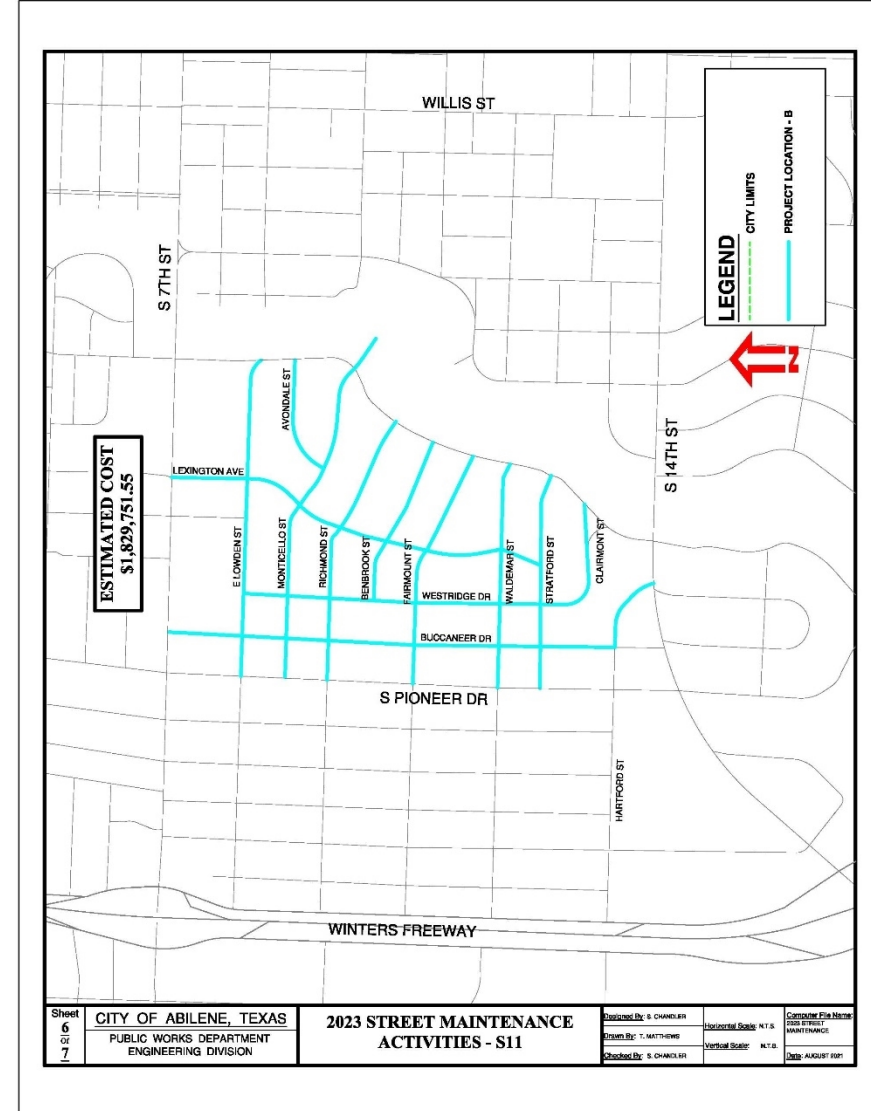 WILLIS ST
LEGEND
CITY LIMITS
PROJECT LOCATION - B
N
S 7TH ST
S 14TH ST
ESTIMATED COST
$1,829,751.55
AVONDALE ST
LEXINGTON AVE
E LOWDEN ST
MONTICELLO ST
RICHMOND ST
BENBROOK ST
FAIRMOUNT ST
WALDEMAR ST
STRATFORD ST
CLAIRMONT ST
WESTRIDGE DR
BUCCANEER DR
S PIONEER DR
HARTFORD ST
WINTERS FREEWAY
Sheet
6
OF
7
CITY OF ABILENE, TEXAS
PUBLIC WORKS DEPARTMENT
ENGINEERING DIVISION
2023 STREET MAINTENANCE
ACTIVITIES - S11
Designed By: S. CHANDLER
Drawn By: T. MATTHEWS
Checked By: S. CHANDLER
Horizontal Scale: N.T.S.
Vertical Scale: N.T.S.
Computer File Name:
2023 STREET
MAINTENANCE
Date: AUGUST 2021